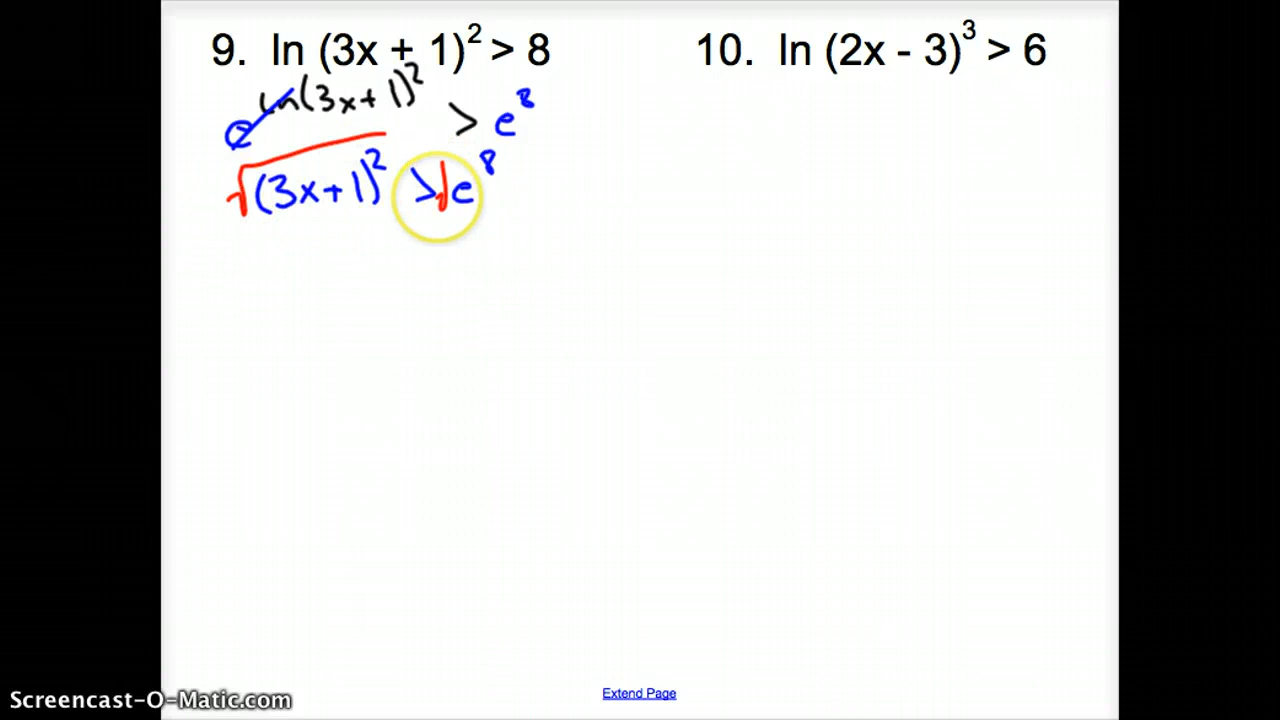 9. ln (3x + 1)² > 8
10. ln (2x - 3)³ > 6
e^ln(3x+1)² > e⁸
√(3x+1)² > √e⁸
Extend Page
Screencast-O-Matic.com